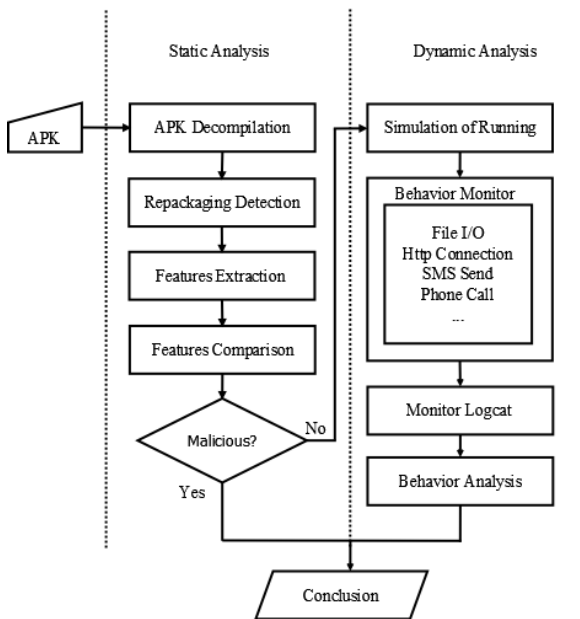 Static Analysis
Dynamic Analysis
APK
APK Decompilation
Repackaging Detection
Features Extraction
Features Comparison
Malicious?
No
Yes
Simulation of Running
Behavior Monitor
File I/O
Http Connection
SMS Send
Phone Call
...
Monitor Logcat
Behavior Analysis
Conclusion